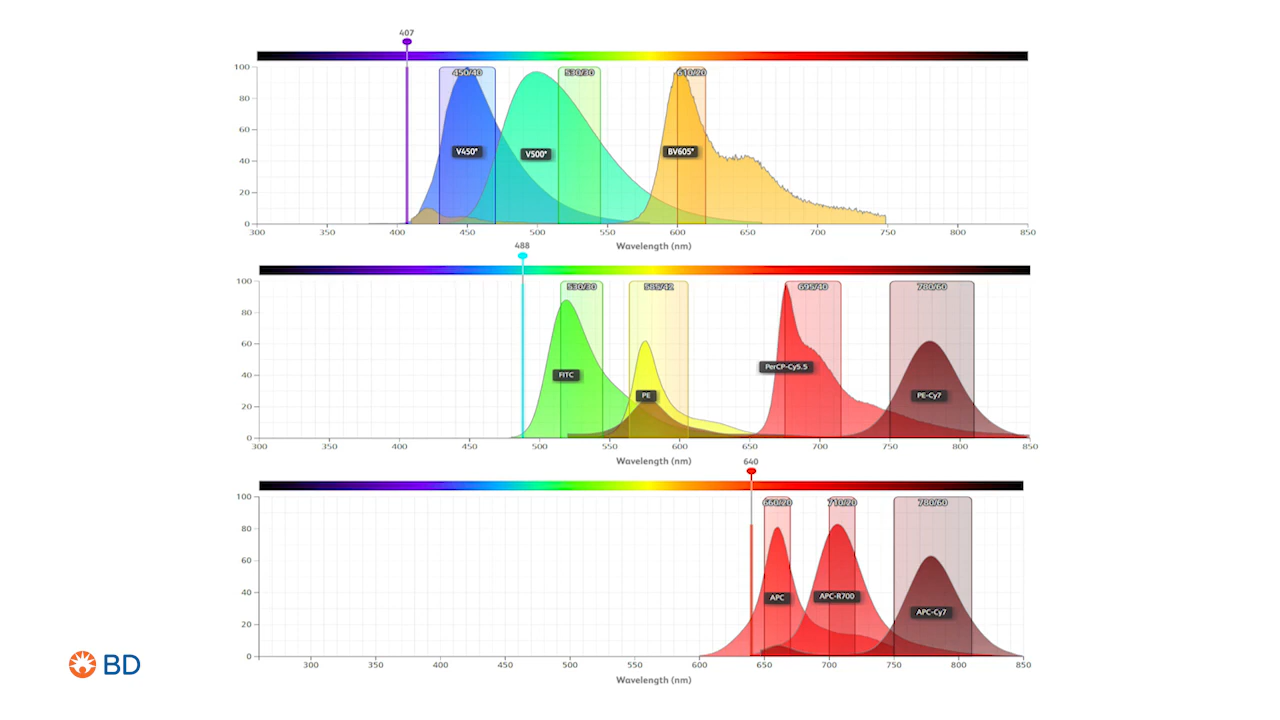 407
450/40 530/30 610/20
100
80
60
40
20
0
V450* V500* BV605*
300 350 400 450 500 550 600 650 700 750 800 850
Wavelength (nm)
488
530/30 585/42 695/40 780/60
100
80
60
40
20
0
FITC PE PerCP-Cy5.5 PE-Cy7
300 350 400 450 500 550 600 650 700 750 800 850
Wavelength (nm)
640
660/20 710/20 780/60
100
80
60
40
20
0
APC APC-R700 APC-Cy7
300 350 400 450 500 550 600 650 700 750 800 850
Wavelength (nm)
BD